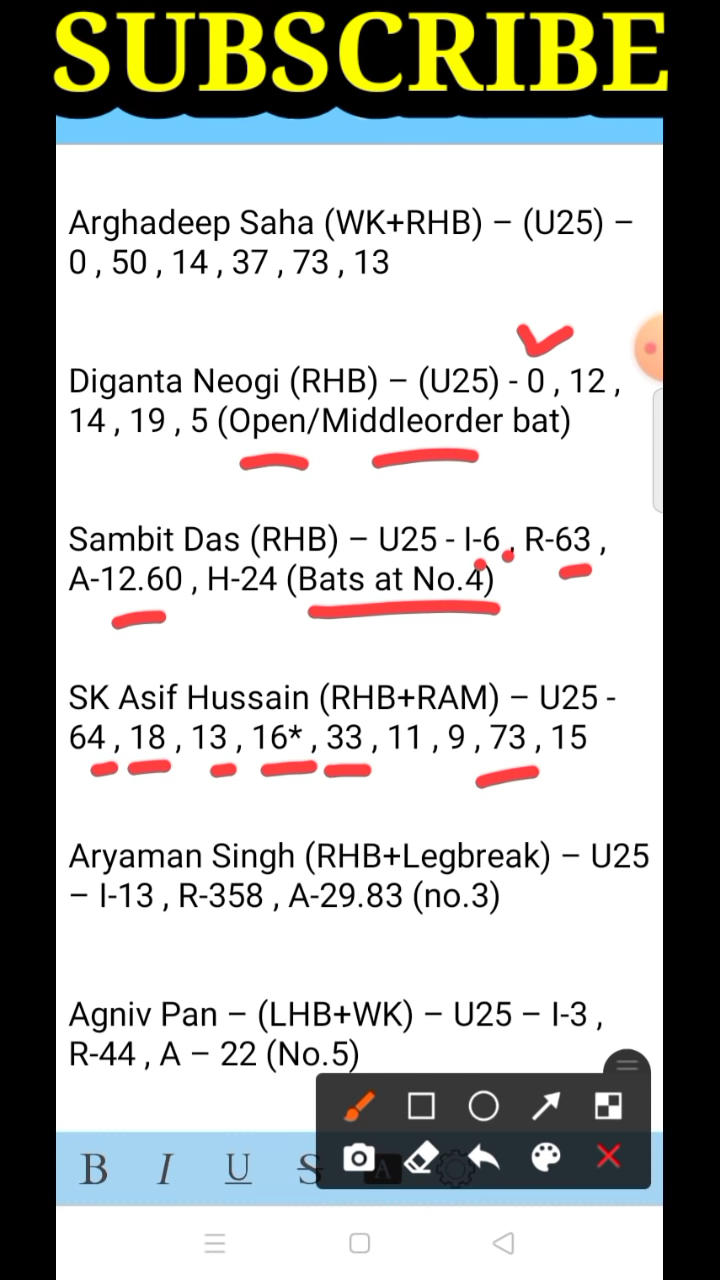 SUBSCRIBE
Arghadeep Saha (WK+RHB) – (U25) –
0 , 50 , 14 , 37 , 73 , 13
Diganta Neogi (RHB) – (U25) - 0 , 12 ,
14 , 19 , 5 (Open/Middleorder bat)
Sambit Das (RHB) – U25 - I-6 , R-63 ,
A-12.60 , H-24 (Bats at No.4)
SK Asif Hussain (RHB+RAM) – U25 -
64 , 18 , 13 , 16* , 33 , 11 , 9 , 73 , 15
Aryaman Singh (RHB+Legbreak) – U25
– I-13 , R-358 , A-29.83 (no.3)
Agniv Pan – (LHB+WK) – U25 – I-3 ,
R-44 , A – 22 (No.5)
B I U S A